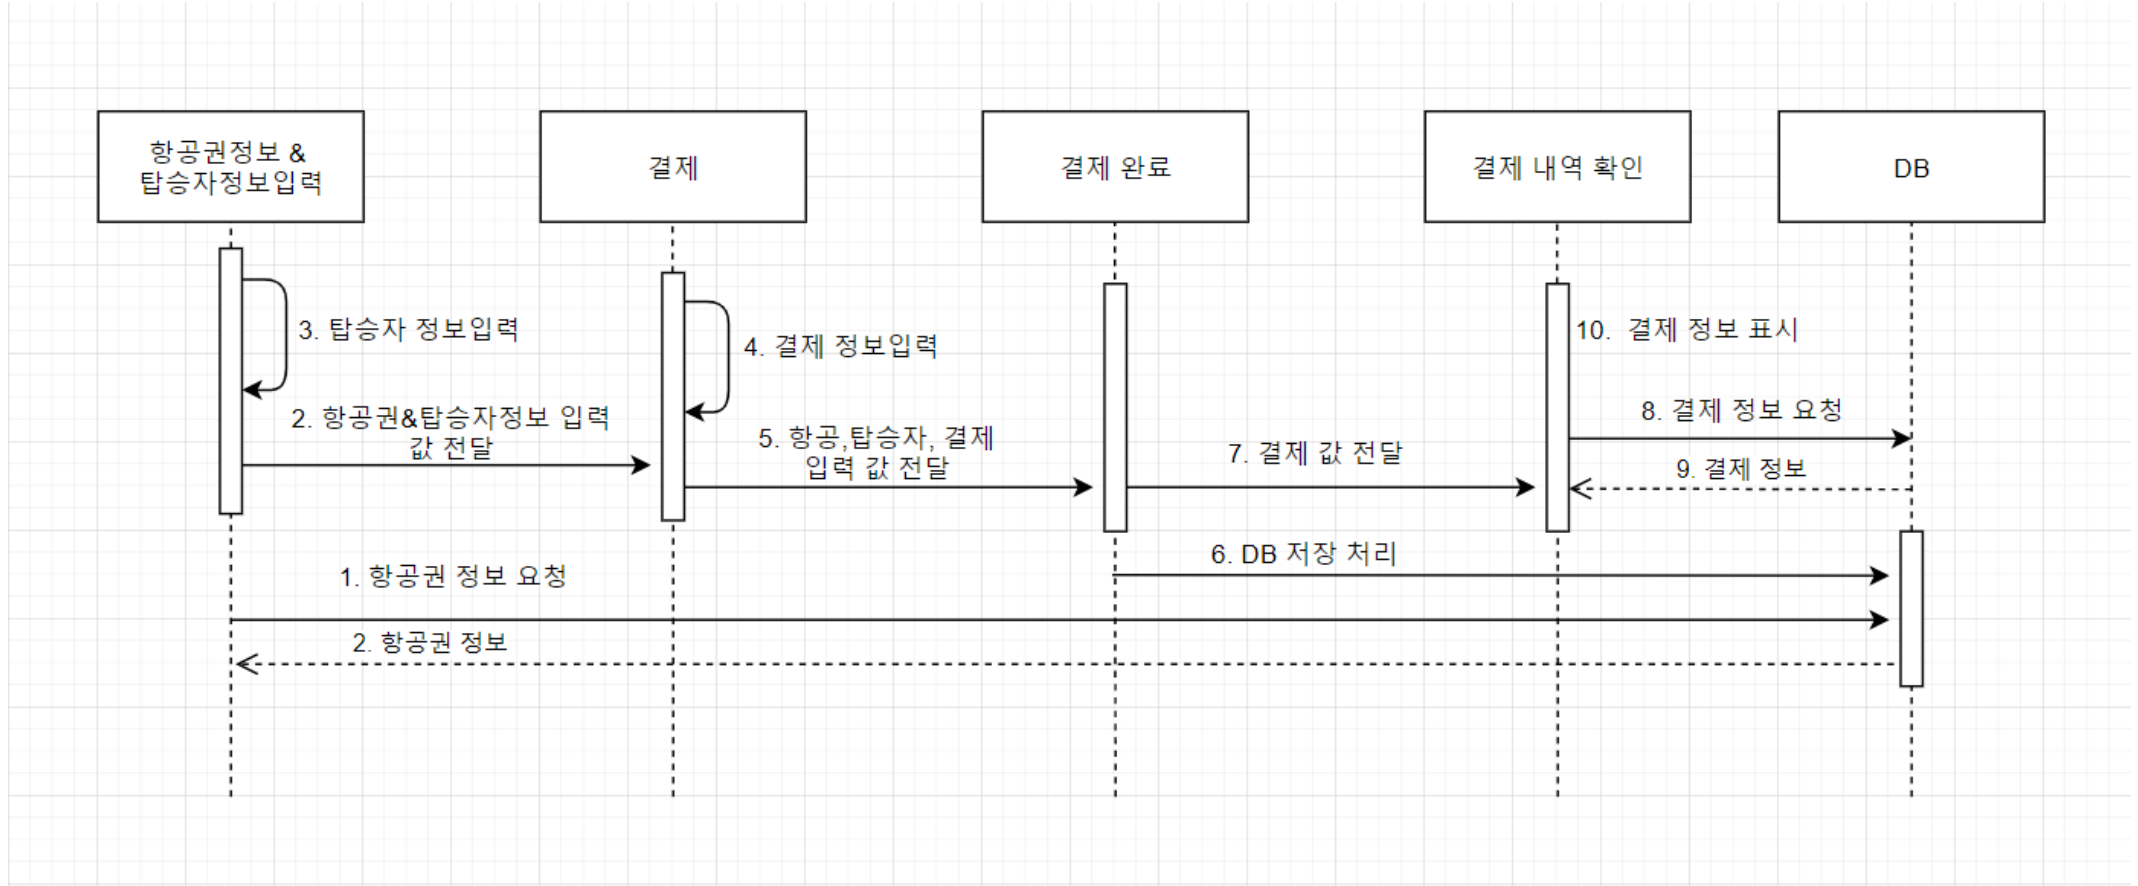 항공권정보 &
탑승자정보입력
결제
결제 완료
결제 내역 확인
DB
3. 탑승자 정보입력
4. 결제 정보입력
10.  결제 정보 표시
2. 항공권&탑승자정보 입력
값 전달
5. 항공,탑승자, 결제
입력 값 전달
7. 결제 값 전달
8. 결제 정보 요청
9. 결제 정보
6. DB 저장 처리
1. 항공권 정보 요청
2. 항공권 정보